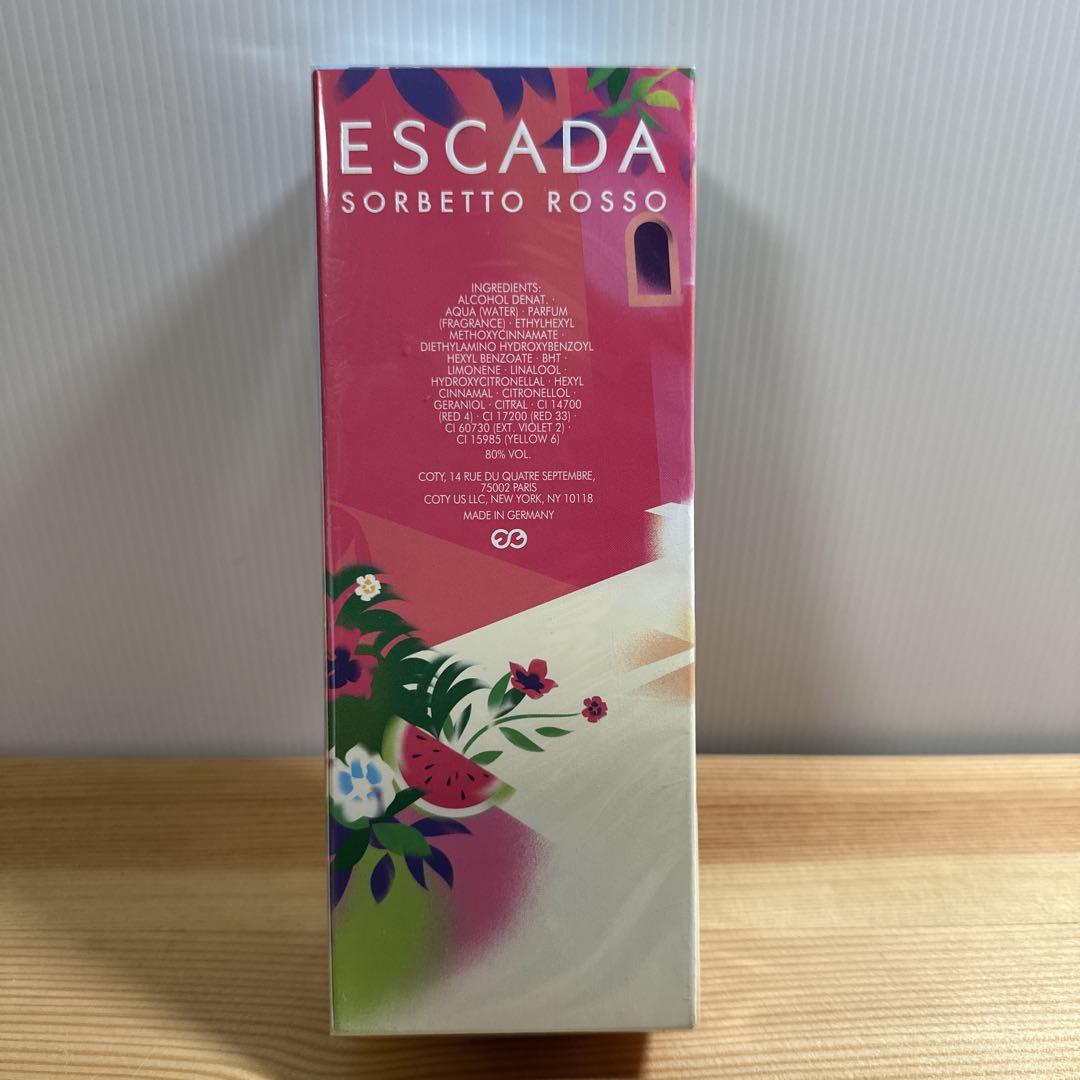 ESCADA
SORBETTO ROSSO
INGREDIENTS:
ALCOHOL DENAT. ·
AQUA (WATER) · PARFUM
(FRAGRANCE) · ETHYLHEXYL
METHOXYCINNAMATE ·
DIETHYLAMINO HYDROXYBENZOYL
HEXYL BENZOATE · BHT ·
LIMONENE · LINALOOL ·
HYDROXYCITRONELLAL · HEXYL
CINNAMAL · CITRONELLOL ·
GERANIOL · CITRAL · CI 14700
(RED 4) · CI 17200 (RED 33) ·
CI 60730 (EXT. VIOLET 2) ·
CI 15985 (YELLOW 6)
80% VOL.
COTY, 14 RUE DU QUATRE SEPTEMBRE,
75002 PARIS
COTY US LLC, NEW YORK, NY 10118
MADE IN GERMANY